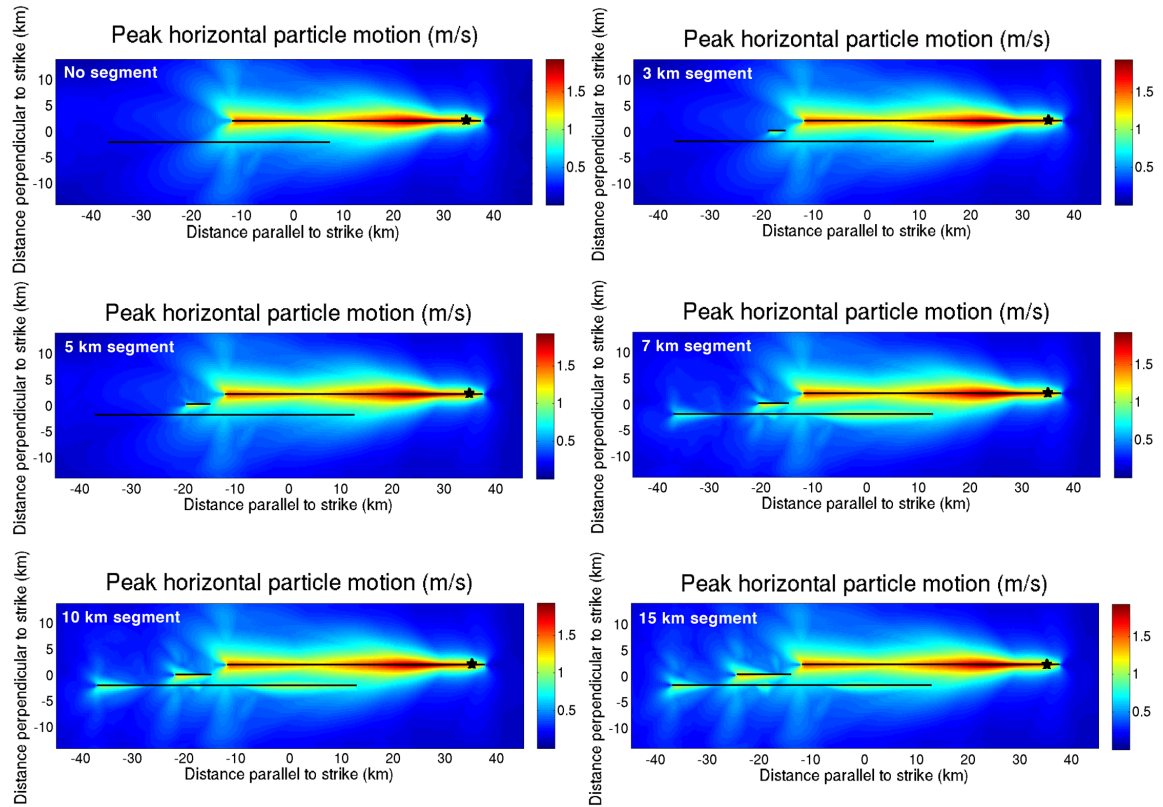 Peak horizontal particle motion (m/s)
No segment
Distance perpendicular to strike (km)
10
5
0
-5
-10
-40 -30 -20 -10 0 10 20 30 40
Distance parallel to strike (km)
1.5
1
0.5
Peak horizontal particle motion (m/s)
3 km segment
Distance perpendicular to strike (km)
10
5
0
-5
-10
-40 -30 -20 -10 0 10 20 30 40
Distance parallel to strike (km)
1.5
1
0.5
Peak horizontal particle motion (m/s)
5 km segment
Distance perpendicular to strike (km)
10
5
0
-5
-10
-40 -30 -20 -10 0 10 20 30 40
Distance parallel to strike (km)
1.5
1
0.5
Peak horizontal particle motion (m/s)
7 km segment
Distance perpendicular to strike (km)
10
5
0
-5
-10
-40 -30 -20 -10 0 10 20 30 40
Distance parallel to strike (km)
1.5
1
0.5
Peak horizontal particle motion (m/s)
10 km segment
Distance perpendicular to strike (km)
10
5
0
-5
-10
-40 -30 -20 -10 0 10 20 30 40
Distance parallel to strike (km)
1.5
1
0.5
Peak horizontal particle motion (m/s)
15 km segment
Distance perpendicular to strike (km)
10
5
0
-5
-10
-40 -30 -20 -10 0 10 20 30 40
Distance parallel to strike (km)
1.5
1
0.5